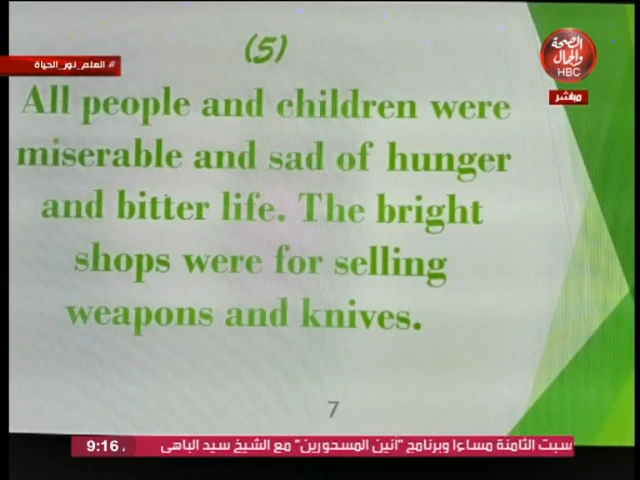 (5)
#العلم_نور_الحياة
الصحة
والجمال
HBC
مباشر
All people and children were
miserable and sad of hunger
and bitter life. The bright
shops were for selling
weapons and knives.
7
سبت الثامنة مساءا وبرنامج "أنين المسحورين" مع الشيخ سيد الباهى
9:16